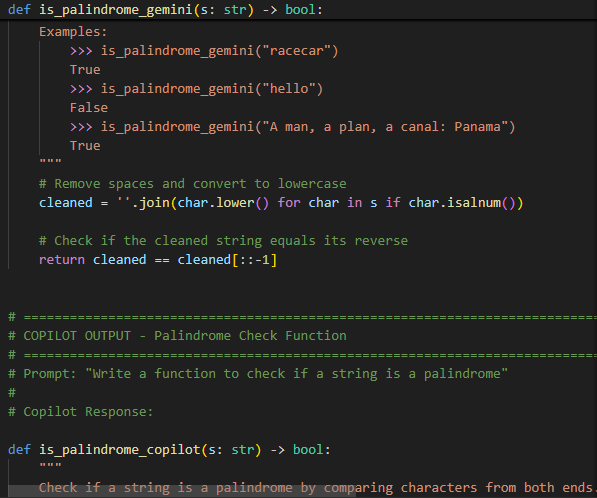 def is_palindrome_gemini(s: str) -> bool:
    Examples:
        >>> is_palindrome_gemini("racecar")
        True
        >>> is_palindrome_gemini("hello")
        False
        >>> is_palindrome_gemini("A man, a plan, a canal: Panama")
        True
    """
    # Remove spaces and convert to lowercase
    cleaned = ''.join(char.lower() for char in s if char.isalnum())

    # Check if the cleaned string equals its reverse
    return cleaned == cleaned[::-1]


# ===========================================================================
# COPILOT OUTPUT - Palindrome Check Function
# ===========================================================================
# Prompt: "Write a function to check if a string is a palindrome"
#
# Copilot Response:

def is_palindrome_copilot(s: str) -> bool:
    """
    Check if a string is a palindrome by comparing characters from both ends.